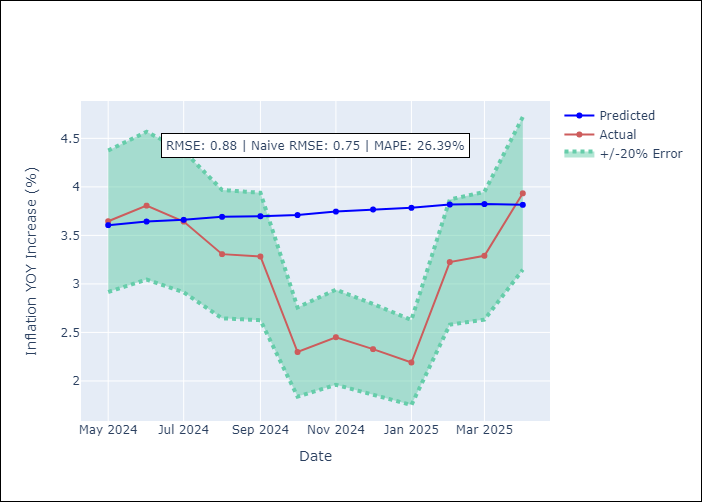 RMSE: 0.88 | Naive RMSE: 0.75 | MAPE: 26.39%
Predicted
Actual
+/-20% Error
Inflation YOY Increase (%)
4.5
4
3.5
3
2.5
2
May 2024
Jul 2024
Sep 2024
Nov 2024
Jan 2025
Mar 2025
Date